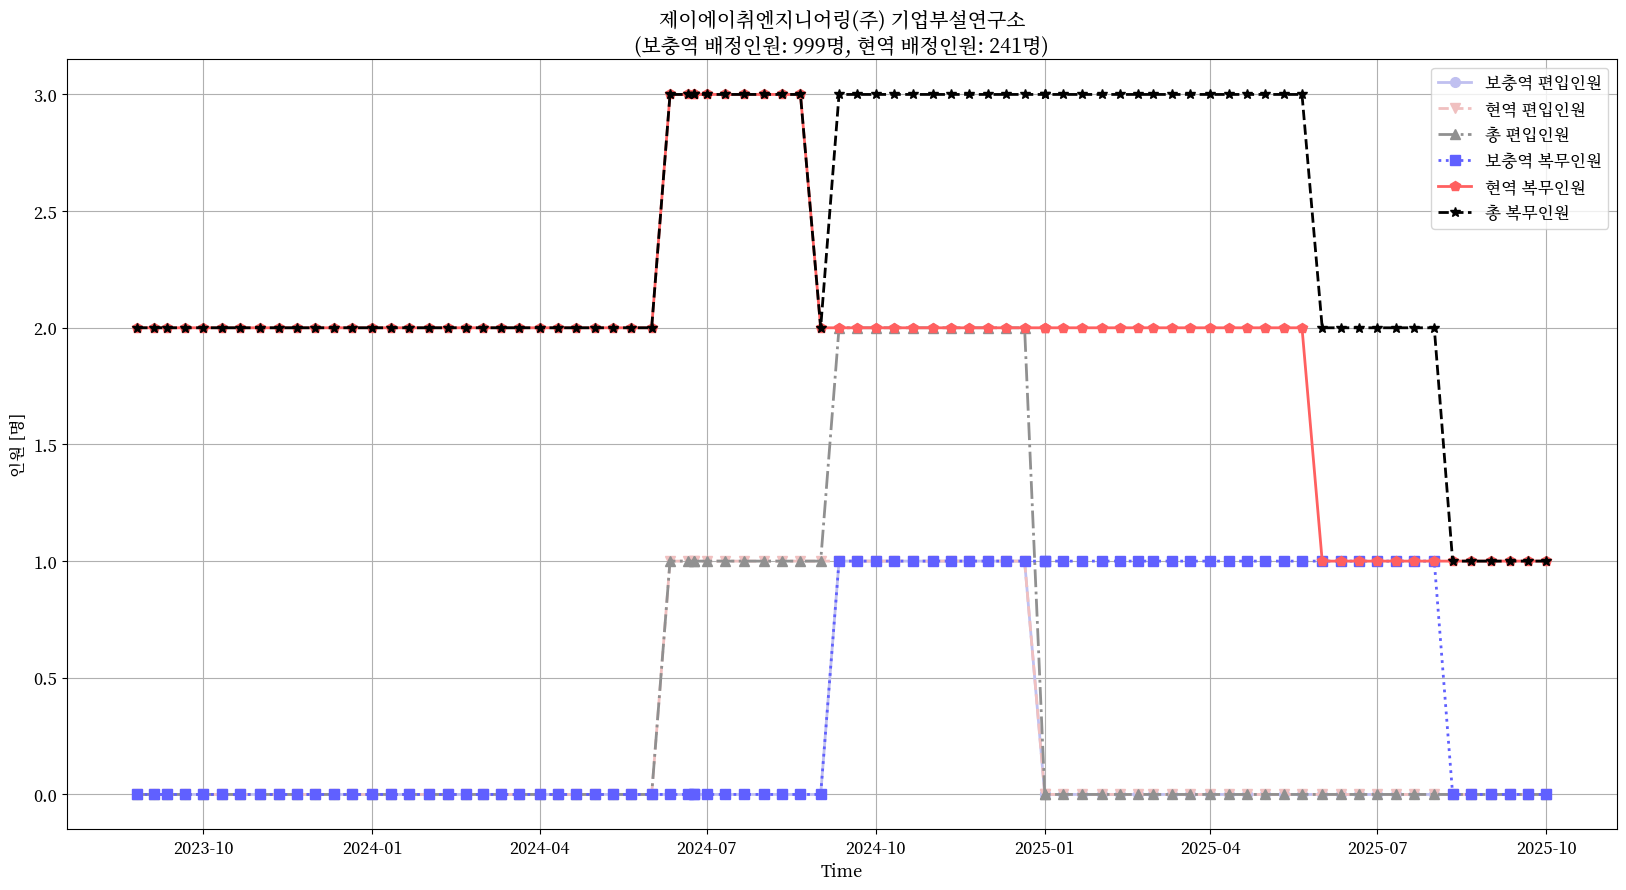 제이에이취엔지니어링(주) 기업부설연구소
(보충역 배정인원: 999명, 현역 배정인원: 241명)
보충역 편입인원
현역 편입인원
총 편입인원
보충역 복무인원
현역 복무인원
총 복무인원
인원 [명]
3.0
2.5
2.0
1.5
1.0
0.5
0.0
2023-10
2024-01
2024-04
2024-07
2024-10
2025-01
2025-04
2025-07
2025-10
Time